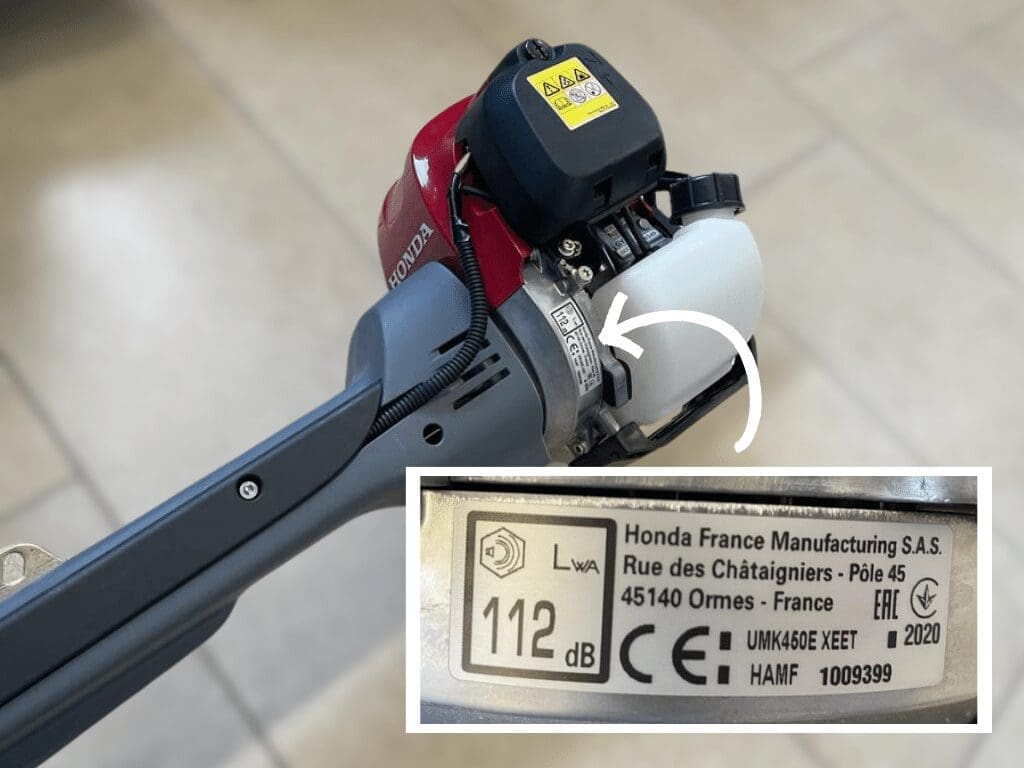 HONDA
112
LWA
112 dB
Honda France Manufacturing S.A.S.
Rue des Châtaigniers - Pôle 45
45140 Ormes - France
EAC
CE
UMK450E XEET
2020
HAMF 1009399